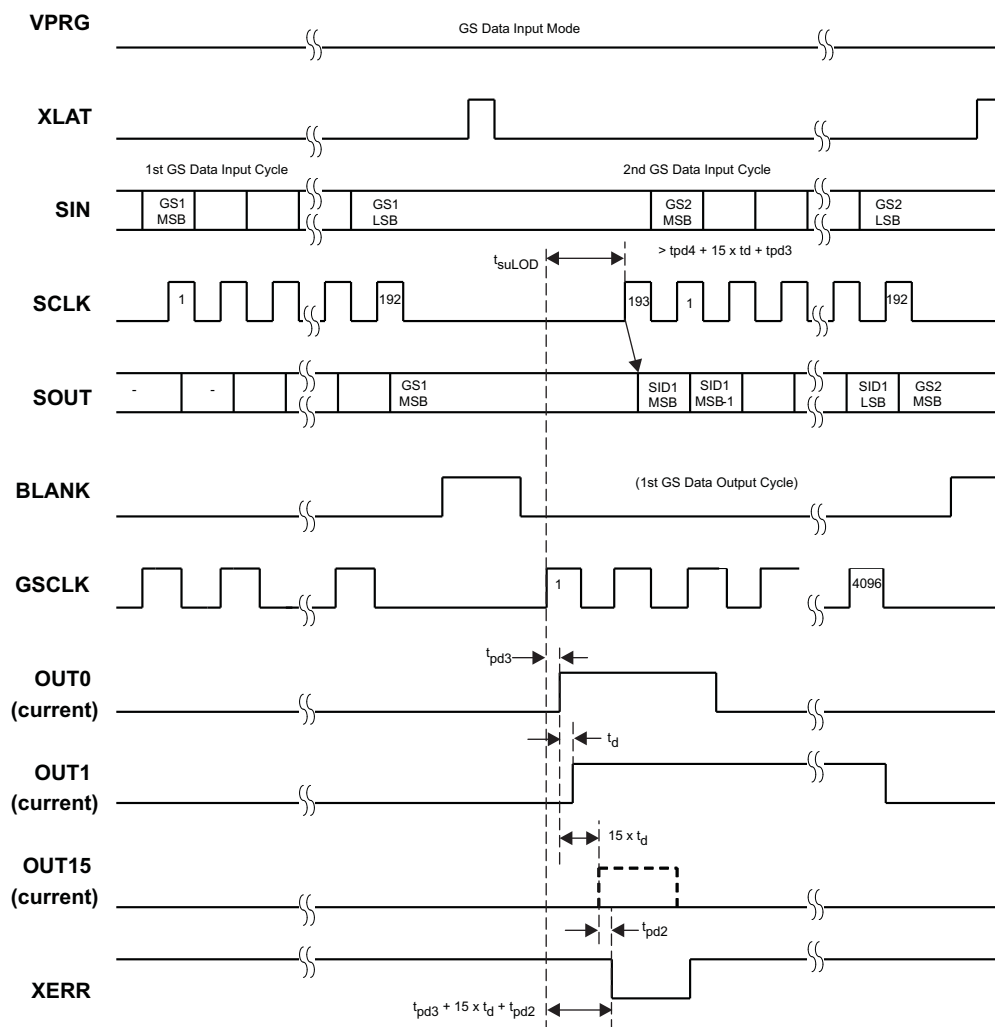 VPRG
GS Data Input Mode
XLAT
1st GS Data Input Cycle
2nd GS Data Input Cycle
SIN
GS1
MSB
GS1
LSB
GS2
MSB
GS2
LSB
tsuLOD
> tpd4 + 15 x td + tpd3
SCLK
1
192
193
1
192
SOUT
-
-
GS1
MSB
SID1
MSB
SID1
MSB-1
SID1
LSB
GS2
MSB
BLANK
(1st GS Data Output Cycle)
GSCLK
1
4096
tpd3
OUT0
(current)
td
OUT1
(current)
15 x td
OUT15
(current)
tpd2
XERR
tpd3 + 15 x td + tpd2